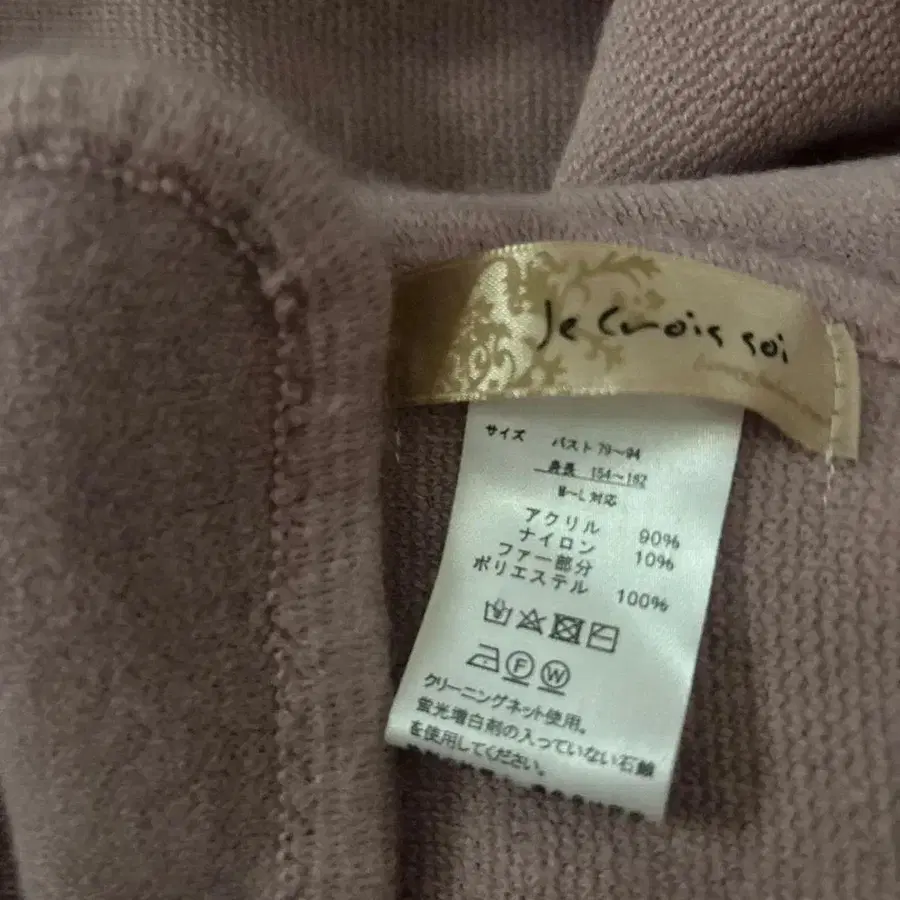 Je Crois soi
サイズ バスト 79〜94
身長 154〜162
M〜L 対応
アクリル 90%
ナイロン 10%
ファー部分
ポリエステル 100%
F W
クリーニングネット使用。
蛍光増白剤の入っていない石鹸
を使用してください。